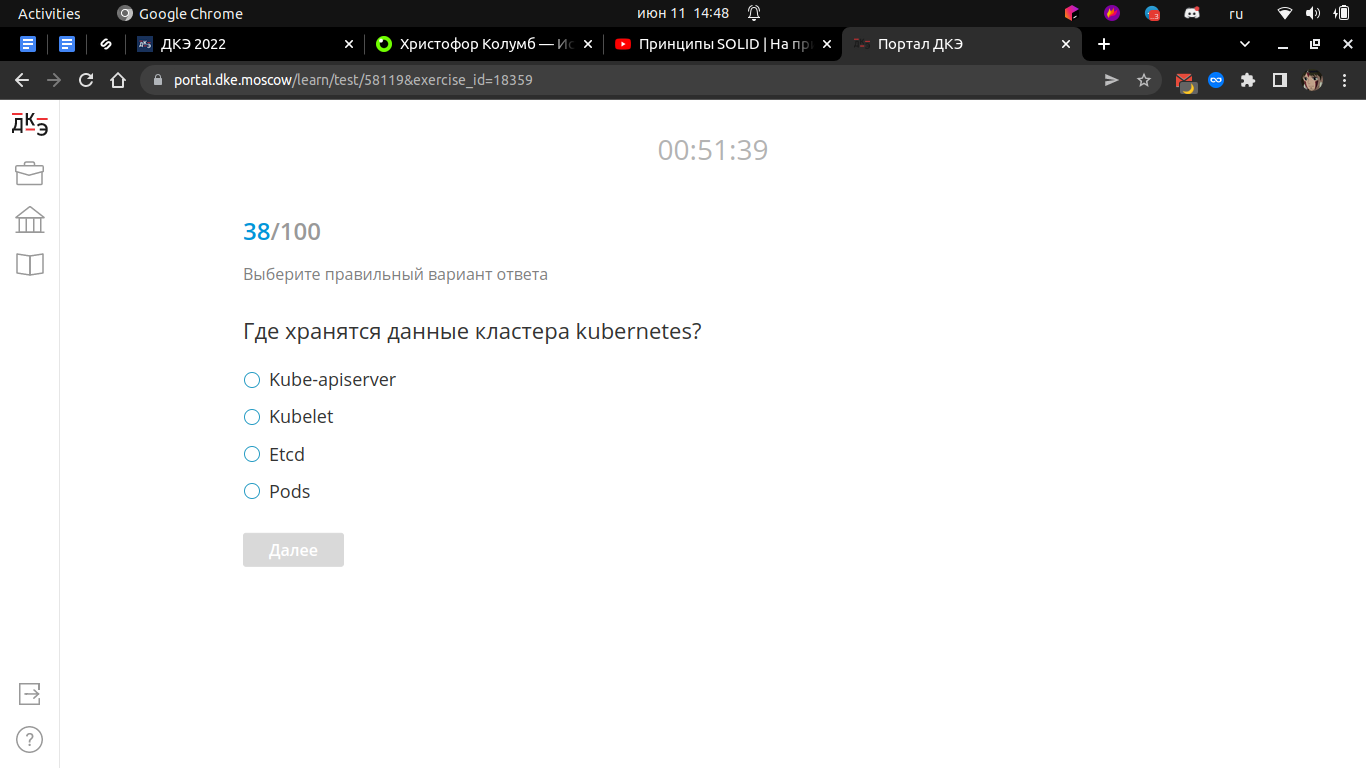 Activities Google Chrome июн 11 14:48 ru
ДКЭ 2022 Христофор Колумб — Ис Принципы SOLID | На пр Портал ДКЭ
portal.dke.moscow/learn/test/58119&exercise_id=18359
ДКЭ
00:51:39
38/100
Выберите правильный вариант ответа
Где хранятся данные кластера kubernetes?
Kube-apiserver
Kubelet
Etcd
Pods
Далее